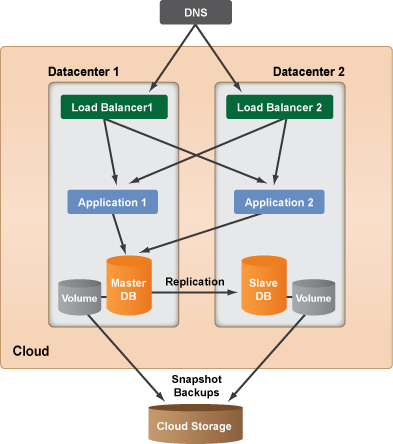 DNS
Datacenter 1
Datacenter 2
Load Balancer1
Load Balancer 2
Application 1
Application 2
Master
DB
Replication
Slave
DB
Volume
Volume
Cloud
Snapshot
Backups
Cloud Storage